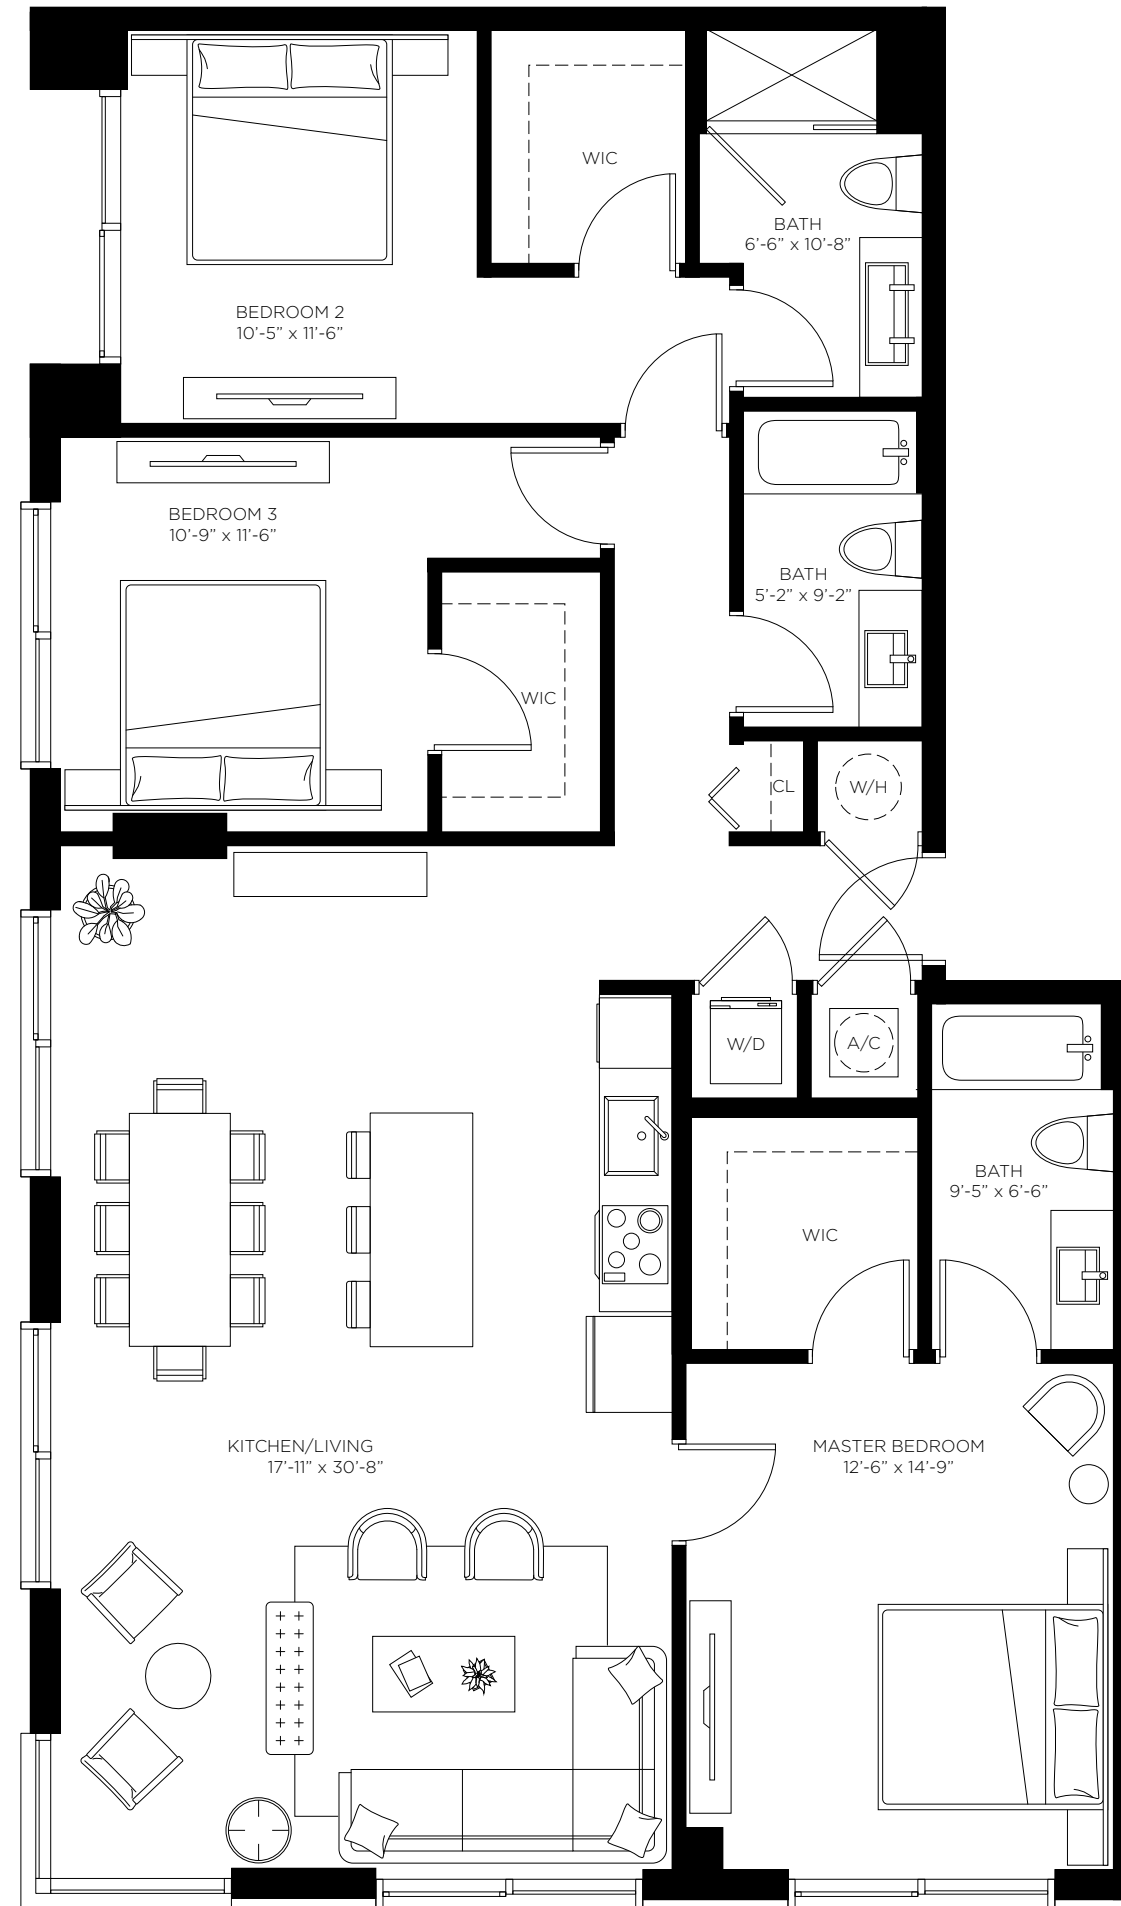 WIC
BATH
6’-6” x 10’-8”
BEDROOM 2
10’-5” x 11’-6”
BEDROOM 3
10’-9” x 11’-6”
BATH
5’-2” x 9’-2”
WIC
CL
W/H
W/D
A/C
BATH
9’-5” x 6’-6”
WIC
KITCHEN/LIVING
17’-11” x 30’-8”
MASTER BEDROOM
12’-6” x 14’-9”